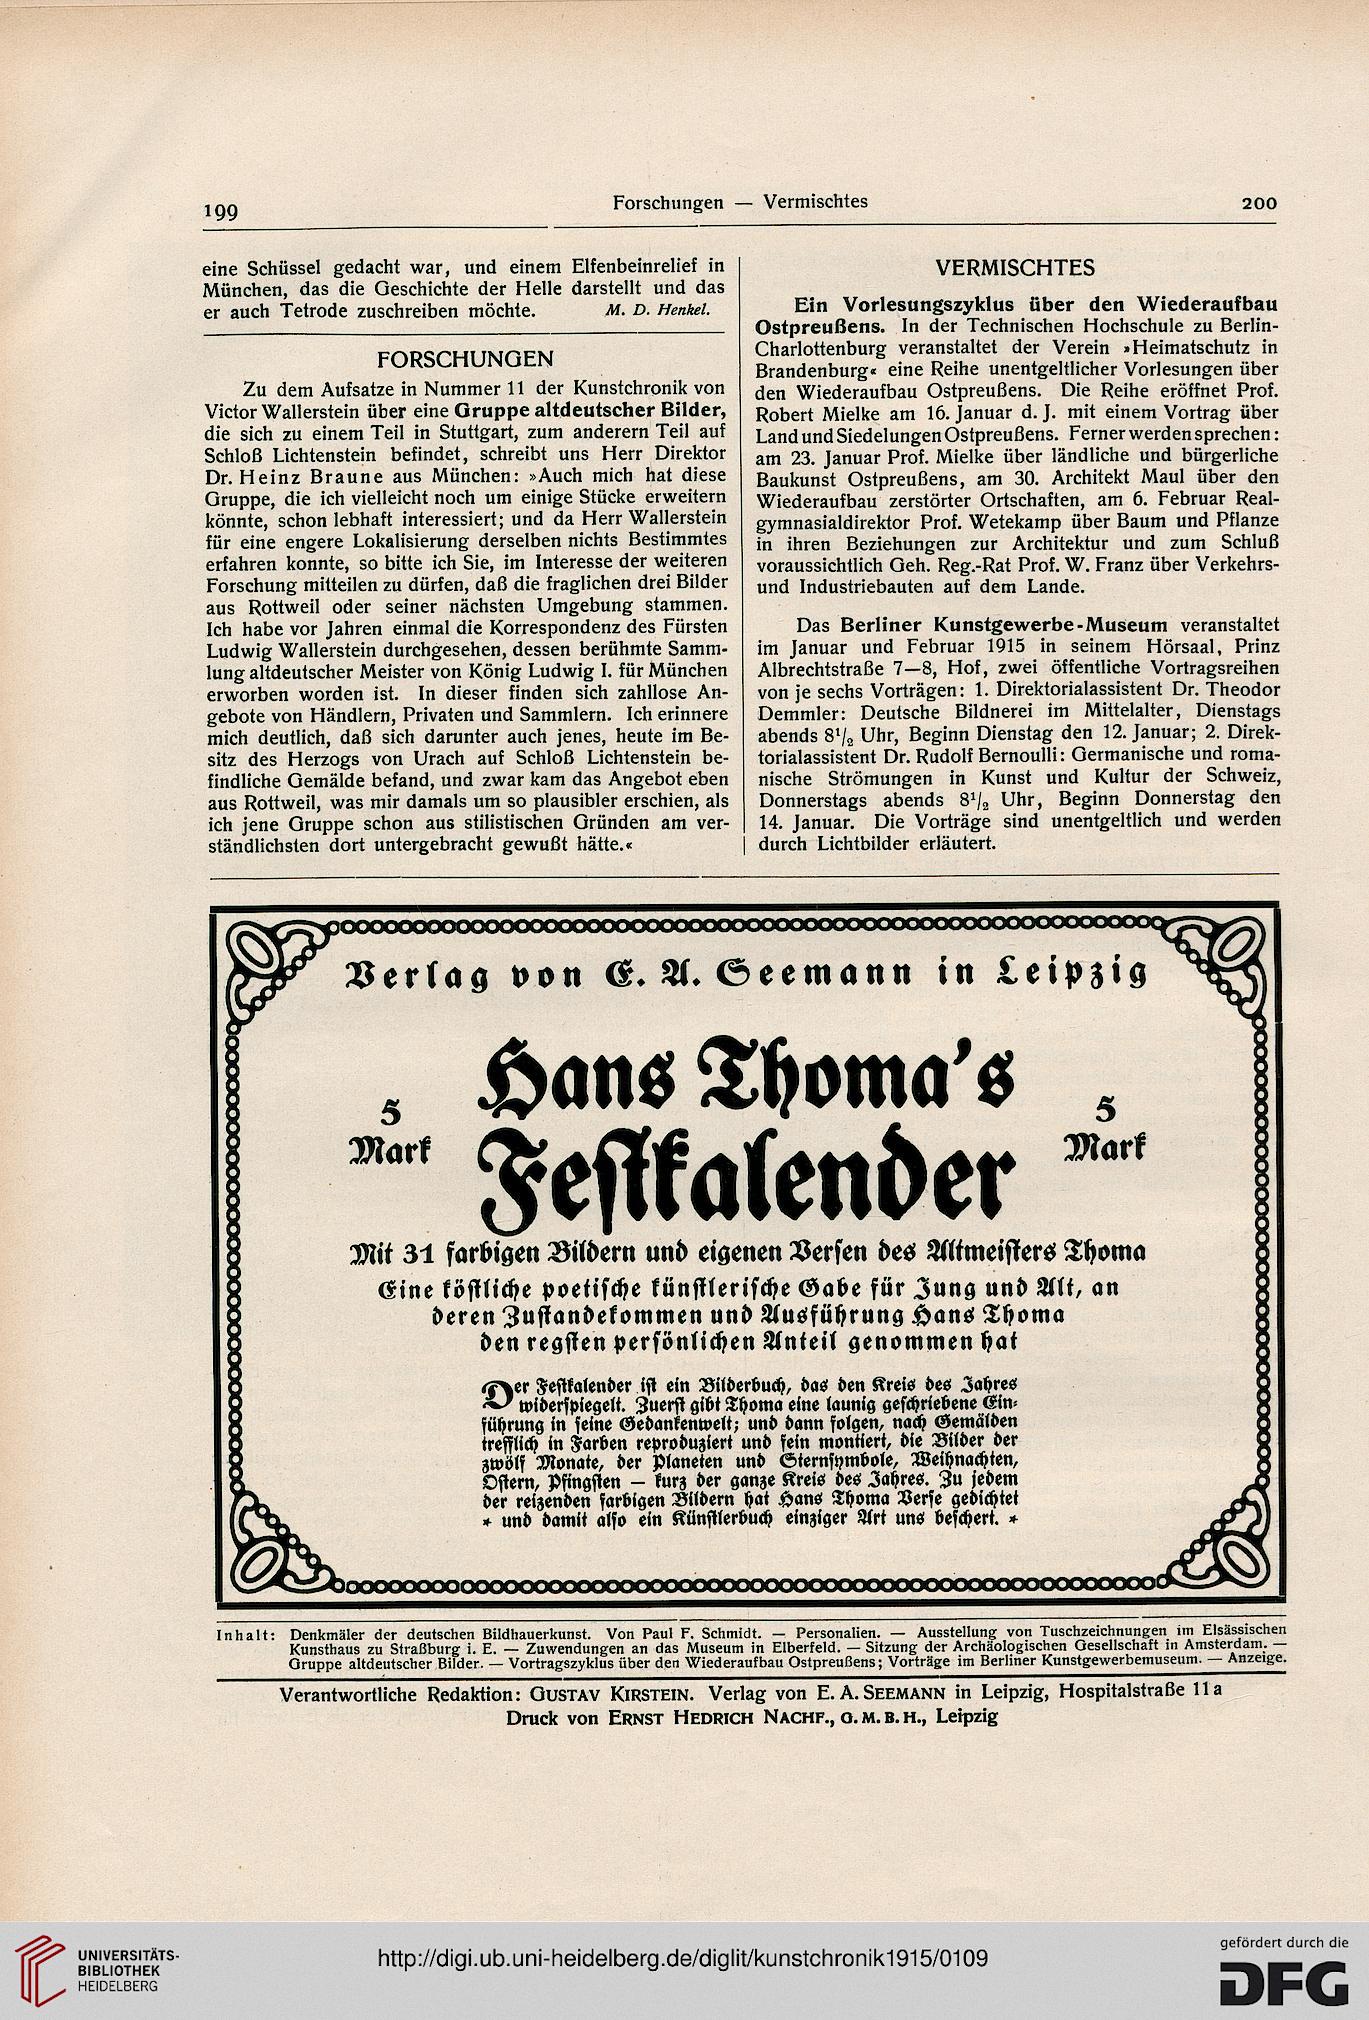 199
Forschungen — Vermischtes
200
eine Schüssel gedacht war, und einem Elfenbeinrelief in
München, das die Geschichte der Helle darstellt und das
er auch Tetrode zuschreiben möchte. M. D. Henkel.
FORSCHUNGEN
Zu dem Aufsatze in Nummer 11 der Kunstchronik von
Victor Wallerstein über eine Gruppe altdeutscher Bilder,
die sich zu einem Teil in Stuttgart, zum anderern Teil auf
Schloß Lichtenstein befindet, schreibt uns Herr Direktor
Dr. Heinz Braune aus München: »Auch mich hat diese
Gruppe, die ich vielleicht noch um einige Stücke erweitern
könnte, schon lebhaft interessiert; und da Herr Wallerstein
für eine engere Lokalisierung derselben nichts Bestimmtes
erfahren konnte, so bitte ich Sie, im Interesse der weiteren
Forschung mitteilen zu dürfen, daß die fraglichen drei Bilder
aus Rottweil oder seiner nächsten Umgebung stammen.
Ich habe vor Jahren einmal die Korrespondenz des Fürsten
Ludwig Wallerstein durchgesehen, dessen berühmte Samm-
lung altdeutscher Meister von König Ludwig I. für München
erworben worden ist. In dieser finden sich zahllose An-
gebote von Händlern, Privaten und Sammlern. Ich erinnere
mich deutlich, daß sich darunter auch jenes, heute im Be-
sitz des Herzogs von Urach auf Schloß Lichtenstein be-
findliche Gemälde befand, und zwar kam das Angebot eben
aus Rottweil, was mir damals um so plausibler erschien, als
ich jene Gruppe schon aus stilistischen Gründen am ver-
ständlichsten dort untergebracht gewußt hätte.«
VERMISCHTES
Ein Vorlesungszyklus über den Wiederaufbau
Ostpreußens. In der Technischen Hochschule zu Berlin-
Charlottenburg veranstaltet der Verein »Heimatschutz in
Brandenburg« eine Reihe unentgeltlicher Vorlesungen über
den Wiederaufbau Ostpreußens. Die Reihe eröffnet Prof.
Robert Mielke am 16. Januar d. J. mit einem Vortrag über
Land und Siedelungen Ostpreußens. Ferner werden sprechen:
am 23. Januar Prof. Mielke über ländliche und bürgerliche
Baukunst Ostpreußens, am 30. Architekt Maul über den
Wiederaufbau zerstörter Ortschaften, am 6. Februar Real-
gymnasialdirektor Prof. Wetekamp über Baum und Pflanze
in ihren Beziehungen zur Architektur und zum Schluß
voraussichtlich Geh. Reg.-Rat Prof. W. Franz über Verkehrs-
und Industriebauten auf dem Lande.
Das Berliner Kunstgewerbe-Museum veranstaltet
im Januar und Februar 1915 in seinem Hörsaal, Prinz
Albrechtstraße 7—8, Hof, zwei öffentliche Vortragsreihen
von je sechs Vorträgen: 1. Direktorialassistent Dr. Theodor
Demmler: Deutsche Bildnerei im Mittelalter, Dienstags
abends 8¹/₂ Uhr, Beginn Dienstag den 12. Januar; 2. Direk-
torialassistent Dr. Rudolf Bernoulli: Germanische und roma-
nische Strömungen in Kunst und Kultur der Schweiz,
Donnerstags abends 8¹/₂ Uhr, Beginn Donnerstag den
14. Januar. Die Vorträge sind unentgeltlich und werden
durch Lichtbilder erläutert.
Verlag von E. A. Seemann in Leipzig
Hans Thoma's
5
Mark
5
Mark
Festkalender
Mit 31 farbigen Bildern und eigenen Versen des Altmeisters Thoma
Eine köstliche poetische künstlerische Gabe für Jung und Alt, an
deren Zustandekommen und Ausführung Hans Thoma
den regsten persönlichen Anteil genommen hat
Der Festkalender ist ein Bilderbuch, das den Kreis des Jahres
widerspiegelt. Zuerst gibt Thoma eine launig geschriebene Ein-
führung in seine Gedankenwelt; und dann folgen, nach Gemälden
trefflich in Farben reproduziert und fein montiert, die Bilder der
zwölf Monate, der Planeten und Sternsymbole, Weihnachten,
Ostern, Pfingsten — kurz der ganze Kreis des Jahres. Zu jedem
der reizenden farbigen Bildern hat Hans Thoma Verse gedichtet
* und damit also ein Künstlerbuch einziger Art uns beschert. *
Inhalt: Denkmäler der deutschen Bildhauerkunst. Von Paul F. Schmidt. — Personalien. — Ausstellung von Tuschzeichnungen im Elsässischen
Kunsthaus zu Straßburg i. E. — Zuwendungen an das Museum in Elberfeld. — Sitzung der Archäologischen Gesellschaft in Amsterdam. —
Gruppe altdeutscher Bilder. — Vortragszyklus über den Wiederaufbau Ostpreußens; Vorträge im Berliner Kunstgewerbemuseum. — Anzeige.
Verantwortliche Redaktion: GUSTAV KIRSTEIN. Verlag von E. A. SEEMANN in Leipzig, Hospitalstraße 11a
Druck von ERNST HEDRICH NACHF., G. M. B. H., Leipzig
UNIVERSITÄTS-
BIBLIOTHEK
HEIDELBERG
http://digi.ub.uni-heidelberg.de/diglit/kunstchronik1915/0109
gefördert durch die
DFG